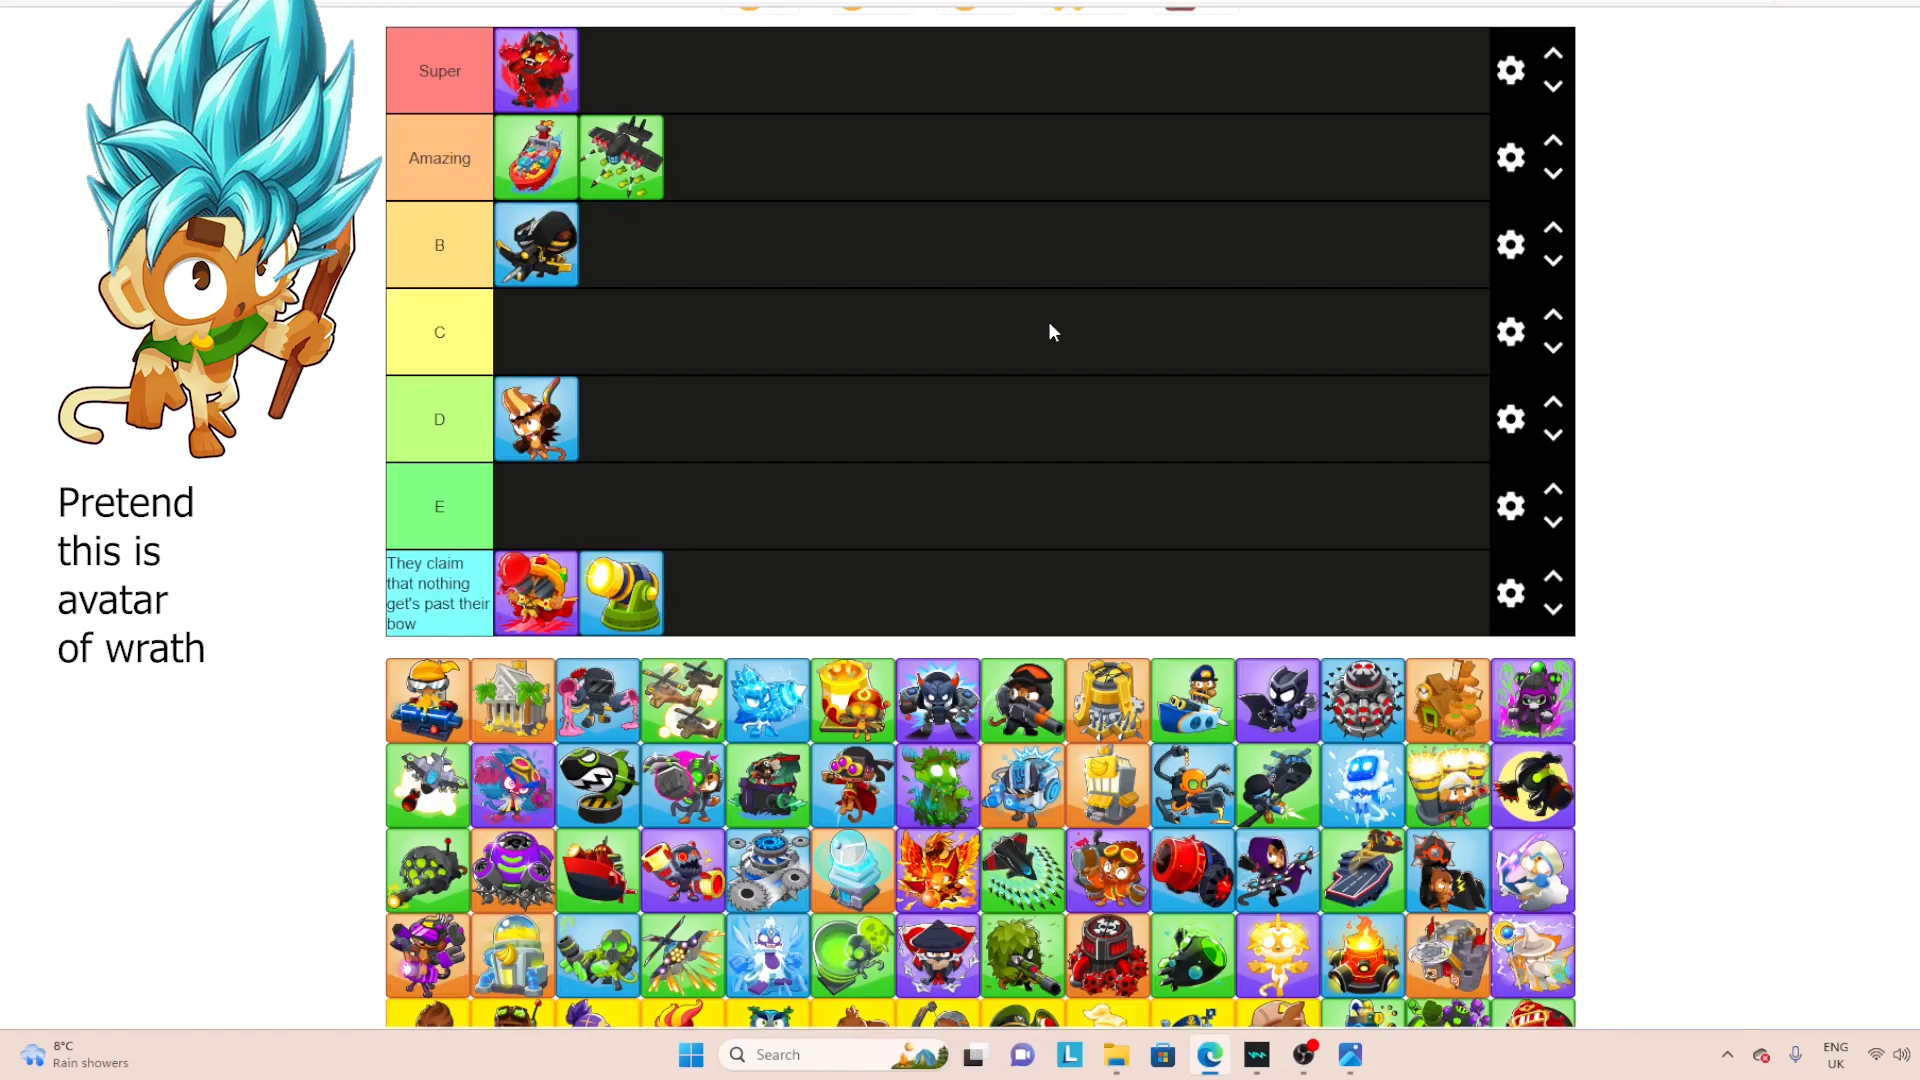 Super
Amazing
B
C
D
E
They claim
that nothing
get's past their
bow
Pretend
this is
avatar
of wrath
8°C
Rain showers
Search
ENG
UK